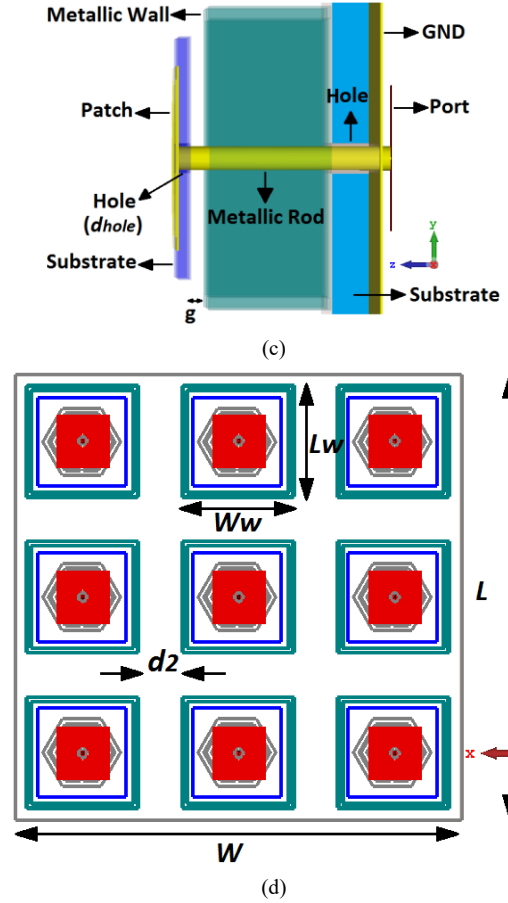 Metallic Wall
GND
Patch
Hole
Port
Hole
(dhole)
Metallic Rod
y
z
Substrate
Substrate
g
(c)
Lw
Ww
L
d2
x
W
(d)